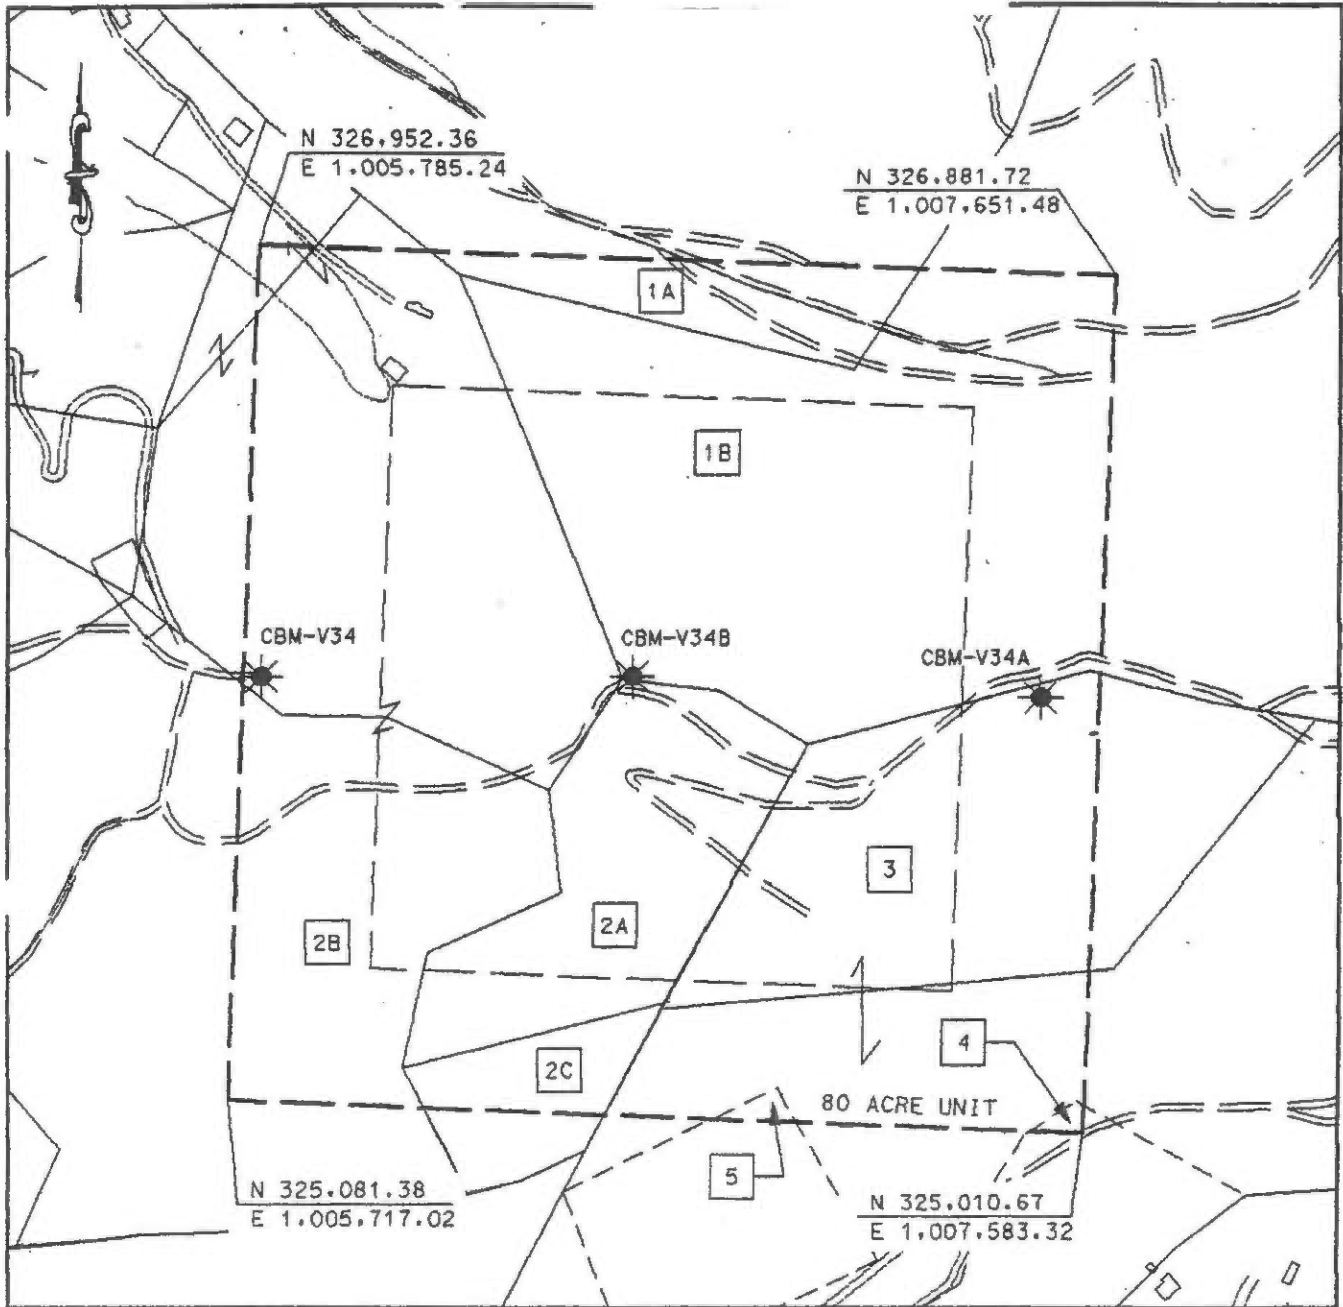 N 326,952.36
E 1,005,785.24
N 326,881.72
E 1,007,651.48
1A
1B
CBM-V34
CBM-V34B
CBM-V34A
3
2A
2B
4
2C
80 ACRE UNIT
5
N 325,081.38
E 1,005,717.02
N 325,010.67
E 1,007,583.32